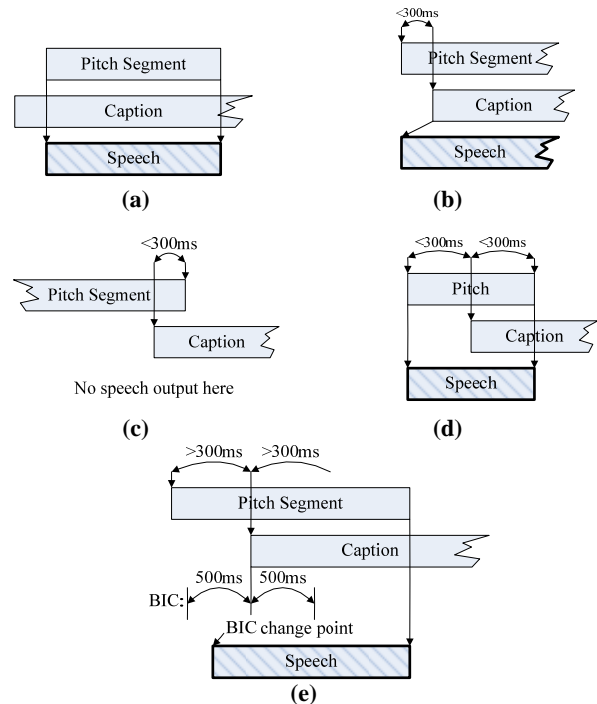 Pitch Segment
Caption
Speech
(a)
<300ms
Pitch Segment
Caption
Speech
(b)
<300ms
Pitch Segment
Caption
No speech output here
(c)
<300ms <300ms
Pitch
Caption
Speech
(d)
>300ms >300ms
Pitch Segment
Caption
500ms 500ms
BIC:
BIC change point
Speech
(e)